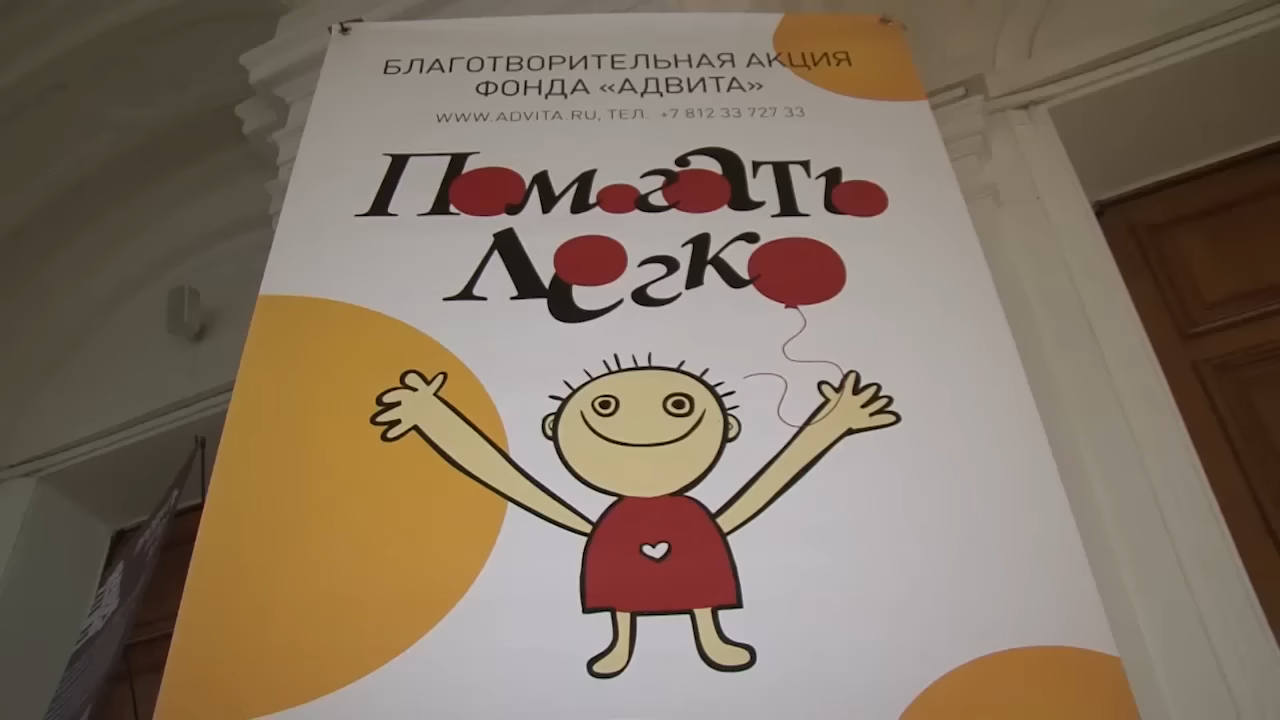 БЛАГОТВОРИТЕЛЬНАЯ АКЦИЯ
ФОНДА «АДВИТА»
WWW.ADVITA.RU, ТЕЛ. +7 812 33 727 33
Помогать
Легко